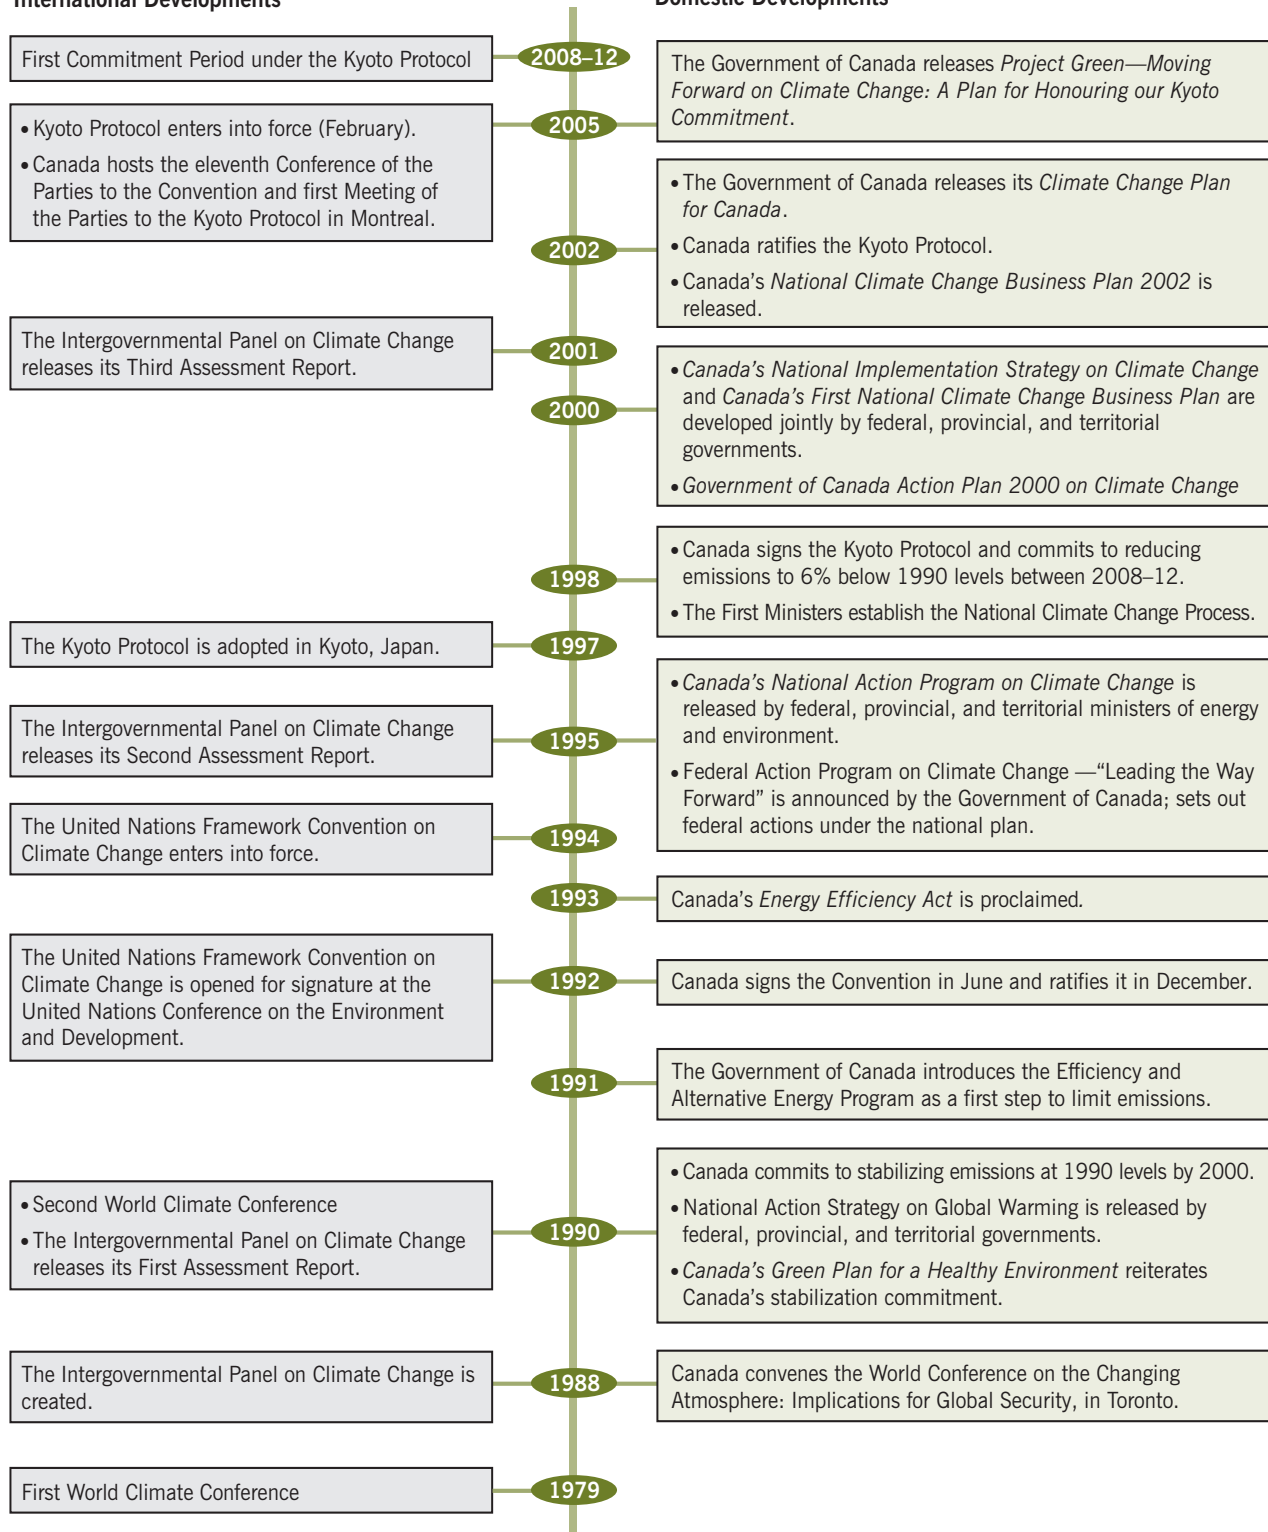 International Developments
Domestic Developments
First Commitment Period under the Kyoto Protocol
2008–12
The Government of Canada releases Project Green—Moving
Forward on Climate Change: A Plan for Honouring our Kyoto
Commitment.
• Kyoto Protocol enters into force (February).
• Canada hosts the eleventh Conference of the
Parties to the Convention and first Meeting of
the Parties to the Kyoto Protocol in Montreal.
2005
• The Government of Canada releases its Climate Change Plan
for Canada.
• Canada ratifies the Kyoto Protocol.
• Canada's National Climate Change Business Plan 2002 is
released.
2002
The Intergovernmental Panel on Climate Change
releases its Third Assessment Report.
2001
• Canada's National Implementation Strategy on Climate Change
and Canada's First National Climate Change Business Plan are
developed jointly by federal, provincial, and territorial
governments.
• Government of Canada Action Plan 2000 on Climate Change
2000
• Canada signs the Kyoto Protocol and commits to reducing
emissions to 6% below 1990 levels between 2008–12.
• The First Ministers establish the National Climate Change Process.
1998
The Kyoto Protocol is adopted in Kyoto, Japan.
1997
• Canada's National Action Program on Climate Change is
released by federal, provincial, and territorial ministers of energy
and environment.
• Federal Action Program on Climate Change —“Leading the Way
Forward” is announced by the Government of Canada; sets out
federal actions under the national plan.
The Intergovernmental Panel on Climate Change
releases its Second Assessment Report.
1995
The United Nations Framework Convention on
Climate Change enters into force.
1994
1993
Canada's Energy Efficiency Act is proclaimed.
The United Nations Framework Convention on
Climate Change is opened for signature at the
United Nations Conference on the Environment
and Development.
1992
Canada signs the Convention in June and ratifies it in December.
1991
The Government of Canada introduces the Efficiency and
Alternative Energy Program as a first step to limit emissions.
• Second World Climate Conference
• The Intergovernmental Panel on Climate Change
releases its First Assessment Report.
1990
• Canada commits to stabilizing emissions at 1990 levels by 2000.
• National Action Strategy on Global Warming is released by
federal, provincial, and territorial governments.
• Canada's Green Plan for a Healthy Environment reiterates
Canada's stabilization commitment.
The Intergovernmental Panel on Climate Change is
created.
1988
Canada convenes the World Conference on the Changing
Atmosphere: Implications for Global Security, in Toronto.
First World Climate Conference
1979